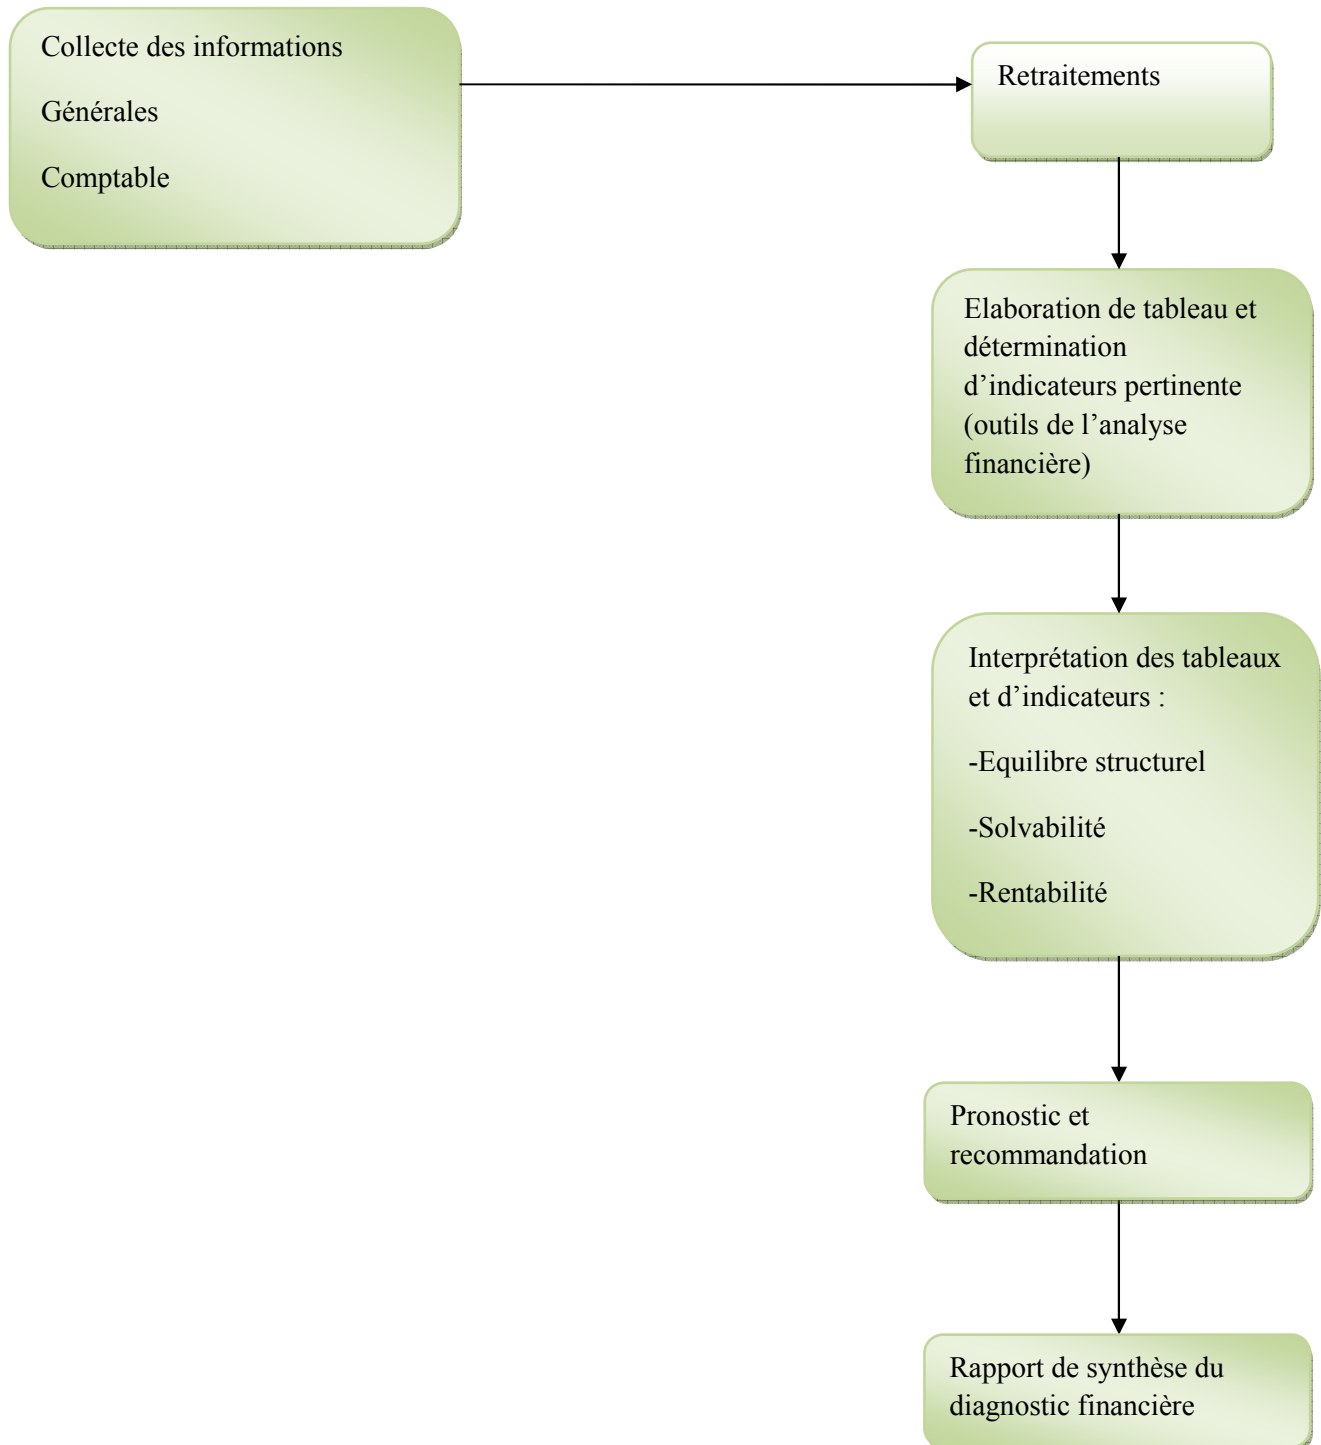 Collecte des informations
Générales
Comptable
Retraitements
Elaboration de tableau et
détermination
d’indicateurs pertinente
(outils de l’analyse
financière)
Interprétation des tableaux
et d’indicateurs :
-Equilibre structurel
-Solvabilité
-Rentabilité
Pronostic et
recommandation
Rapport de synthèse du
diagnostic financière